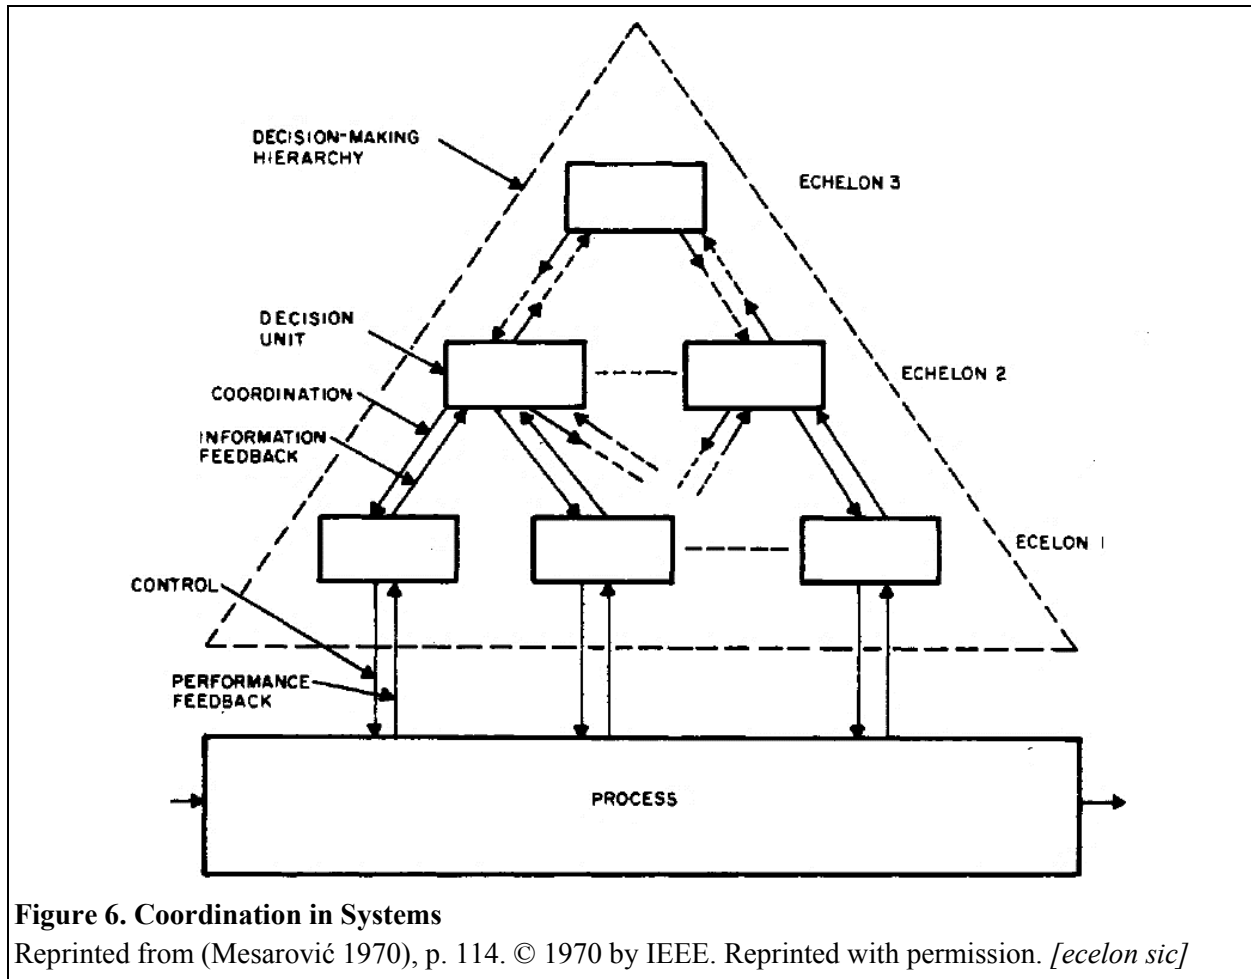 DECISION-MAKING
HIERARCHY
ECHELON 3
DECISION
UNIT
ECHELON 2
COORDINATION
INFORMATION
FEEDBACK
ECELON 1
CONTROL
PERFORMANCE
FEEDBACK
PROCESS
Figure 6. Coordination in Systems
Reprinted from (Mesarović 1970), p. 114. © 1970 by IEEE. Reprinted with permission. [ecelon sic]